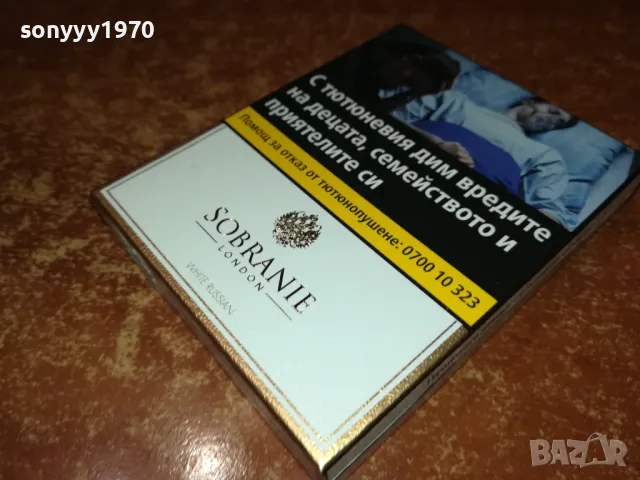 sonyyy1970
С тютюневия дим вредите
на децата, семейството и
приятелите си
Помощ за отказ от тютюнопушене: 0700 10 323
SOBRANIE
LONDON
WHITE RUSSIAN
BAZAR